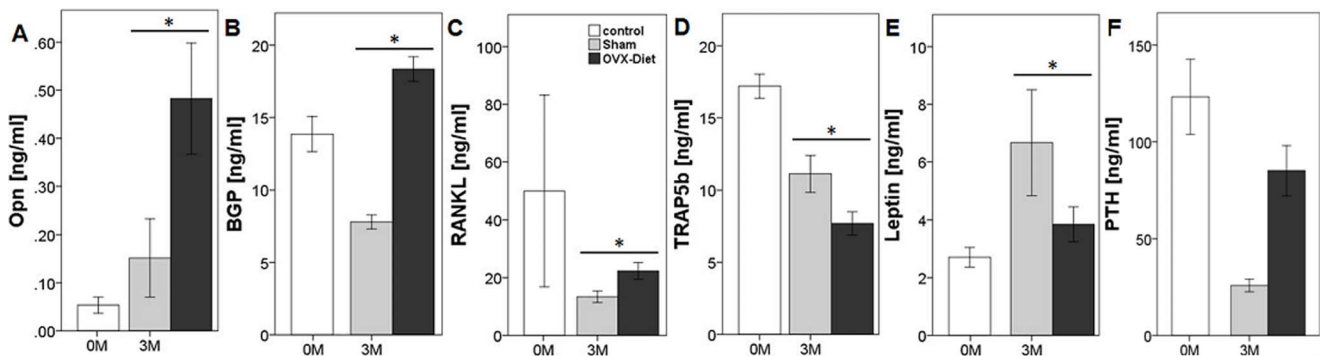 A
Opn [ng/ml]
.60
.50
.40
.30
.20
.10
.00
*
0M 3M
B
BGP [ng/ml]
20
15
10
5
0
*
0M 3M
C
RANKL [ng/ml]
100
80
60
40
20
0
control
Sham
OVX-Diet
*
0M 3M
D
TRAP5b [ng/ml]
20
15
10
5
0
*
0M 3M
E
Leptin [ng/ml]
10
8
6
4
2
0
*
0M 3M
F
PTH [ng/ml]
150
100
50
0
0M 3M